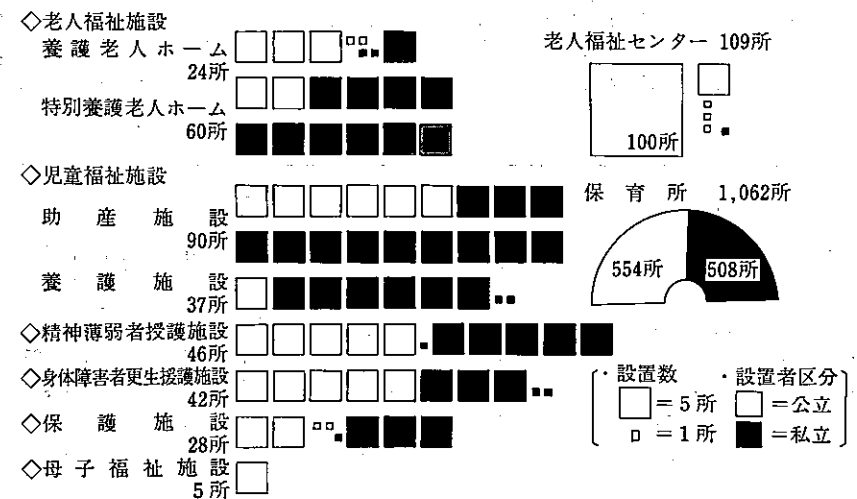 ◇老人福祉施設
養護老人ホーム
24所
特別養護老人ホーム
60所
老人福祉センター 109所
100所
◇児童福祉施設
助産施設
90所
養護施設
37所
保育所 1,062所
554所 508所
◇精神薄弱者授護施設
46所
◇身体障害者更生援護施設
42所
◇保護施設
28所
◇母子福祉施設
5所
・設置数 ・設置者区分
=5所 =公立
=1所 =私立